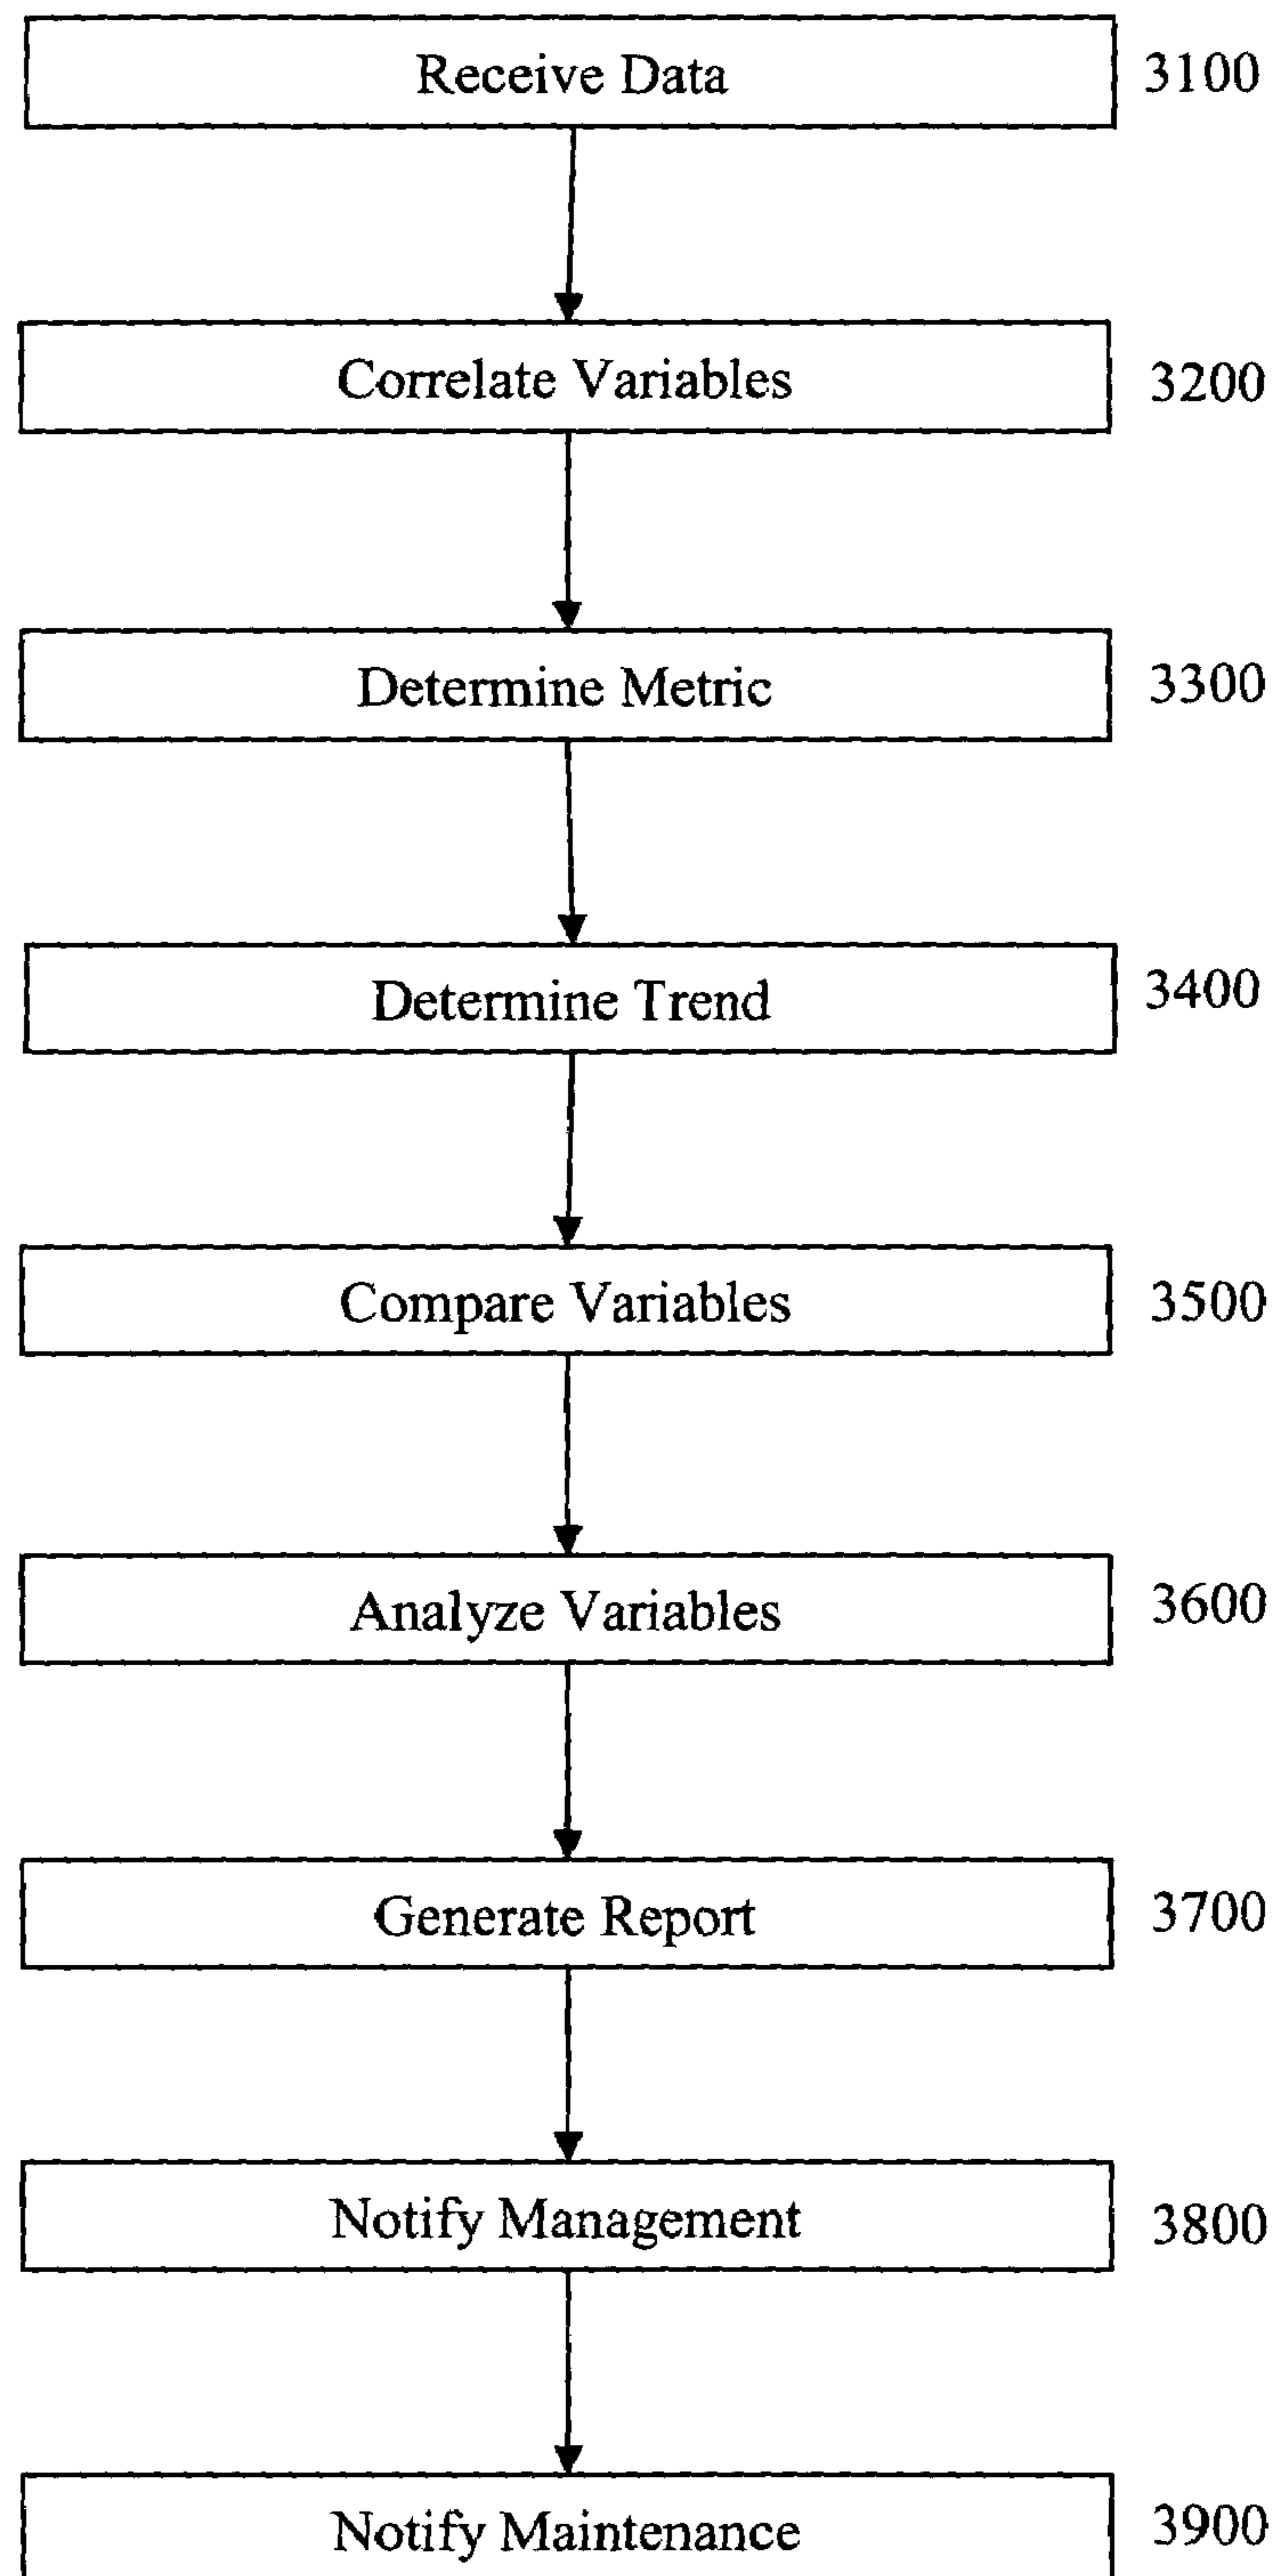 Receive Data 3100
Correlate Variables 3200
Determine Metric 3300
Determine Trend 3400
Compare Variables 3500
Analyze Variables 3600
Generate Report 3700
Notify Management 3800
Notify Maintenance 3900